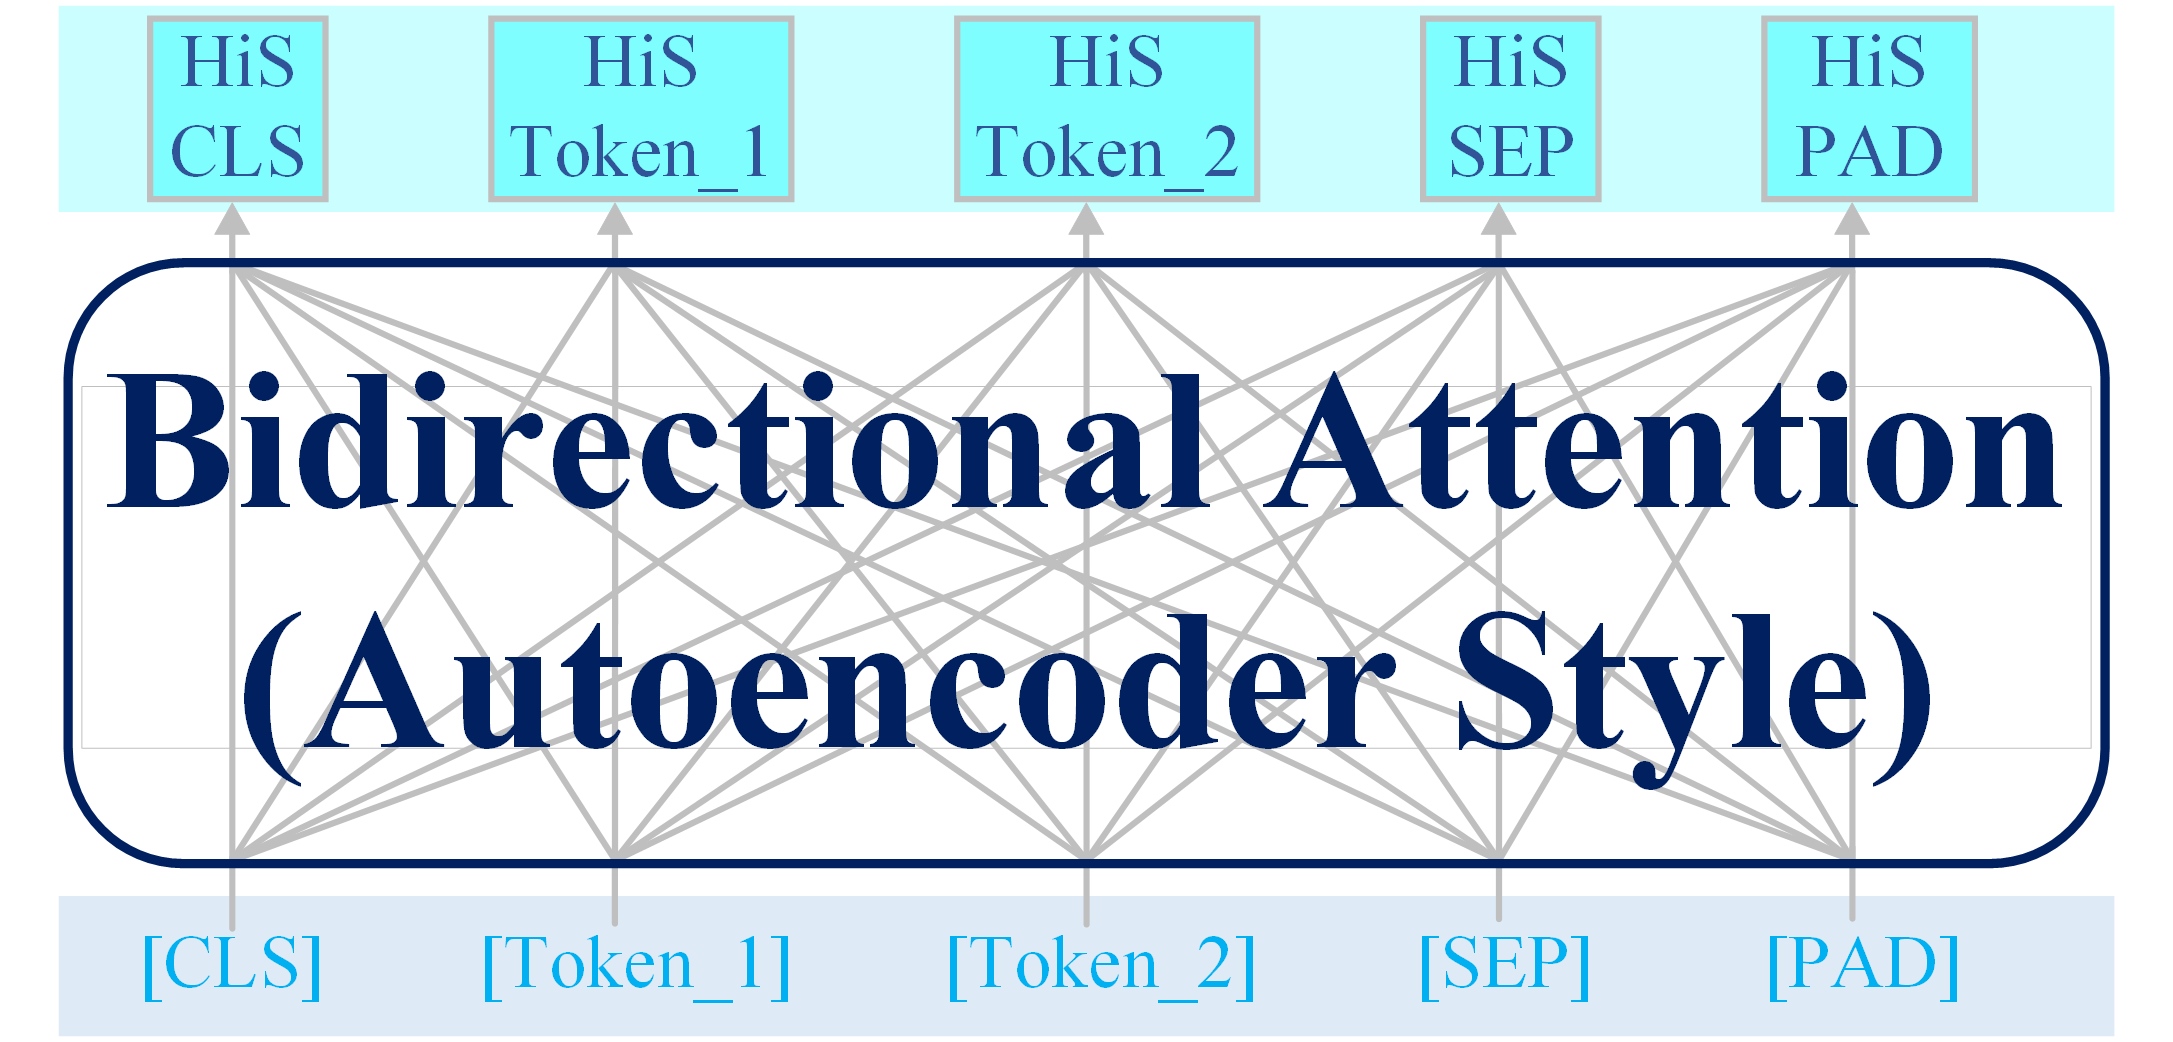 HiS HiS HiS HiS HiS
CLS Token_1 Token_2 SEP PAD
Bidirectional Attention
(Autoencoder Style)
[CLS] [Token_1] [Token_2] [SEP] [PAD]